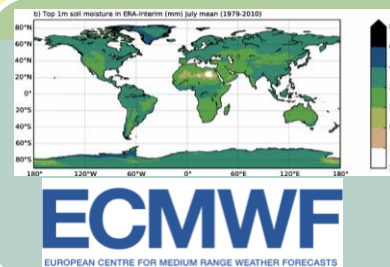 b) Top 1m soil moisture in ERA-Interim (mm) July mean (1979-2010)
80°N
60°N
40°N
20°N
0°
20°S
40°S
60°S
80°S
180° 120°W 60°W 0° 60°E 120°E 180°
ECMWF
EUROPEAN CENTRE FOR MEDIUM RANGE WEATHER FORECASTS